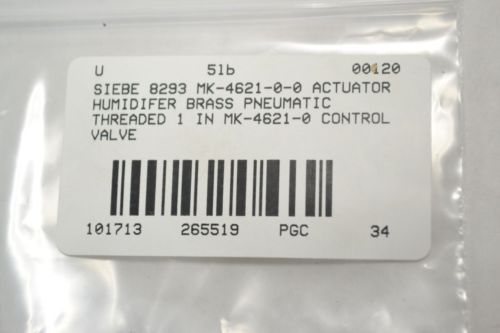 U 5lb 00120
SIEBE 8293 MK-4621-0-0 ACTUATOR
HUMIDIFER BRASS PNEUMATIC
THREADED 1 IN MK-4621-0 CONTROL
VALVE
101713 265519 PGC 34